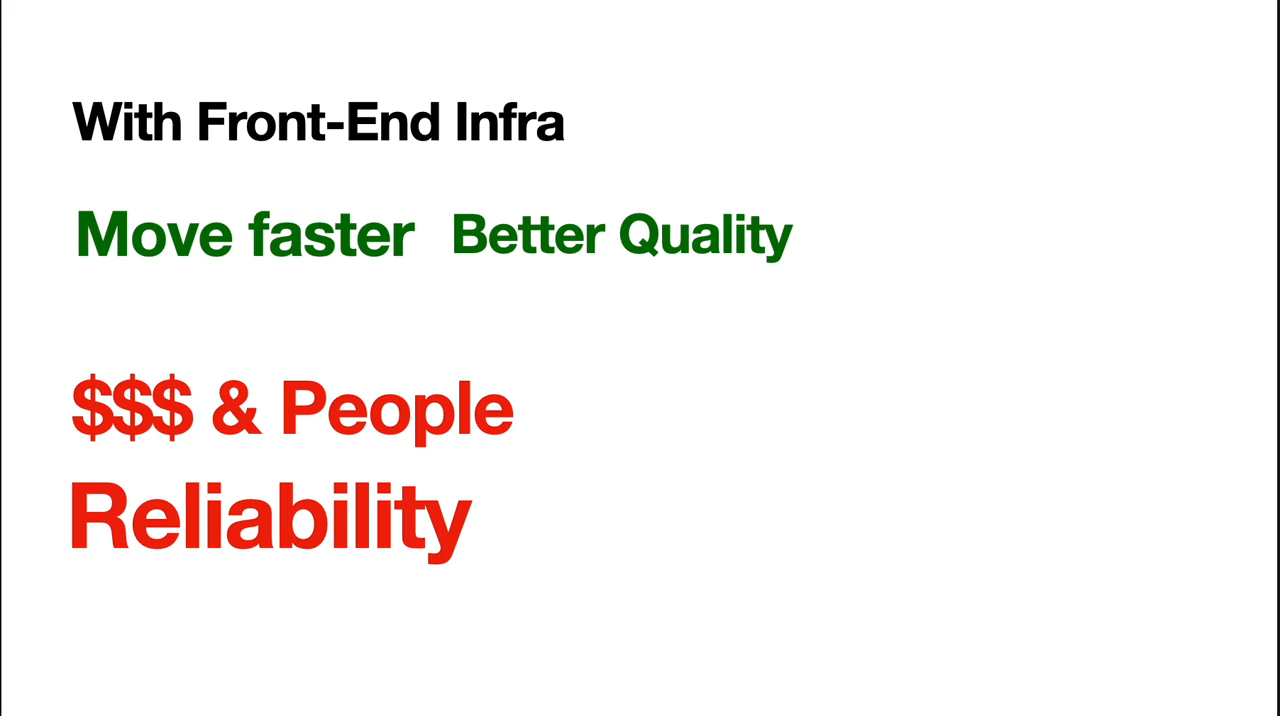 With Front-End Infra
Move faster Better Quality
$$$ & People
Reliability